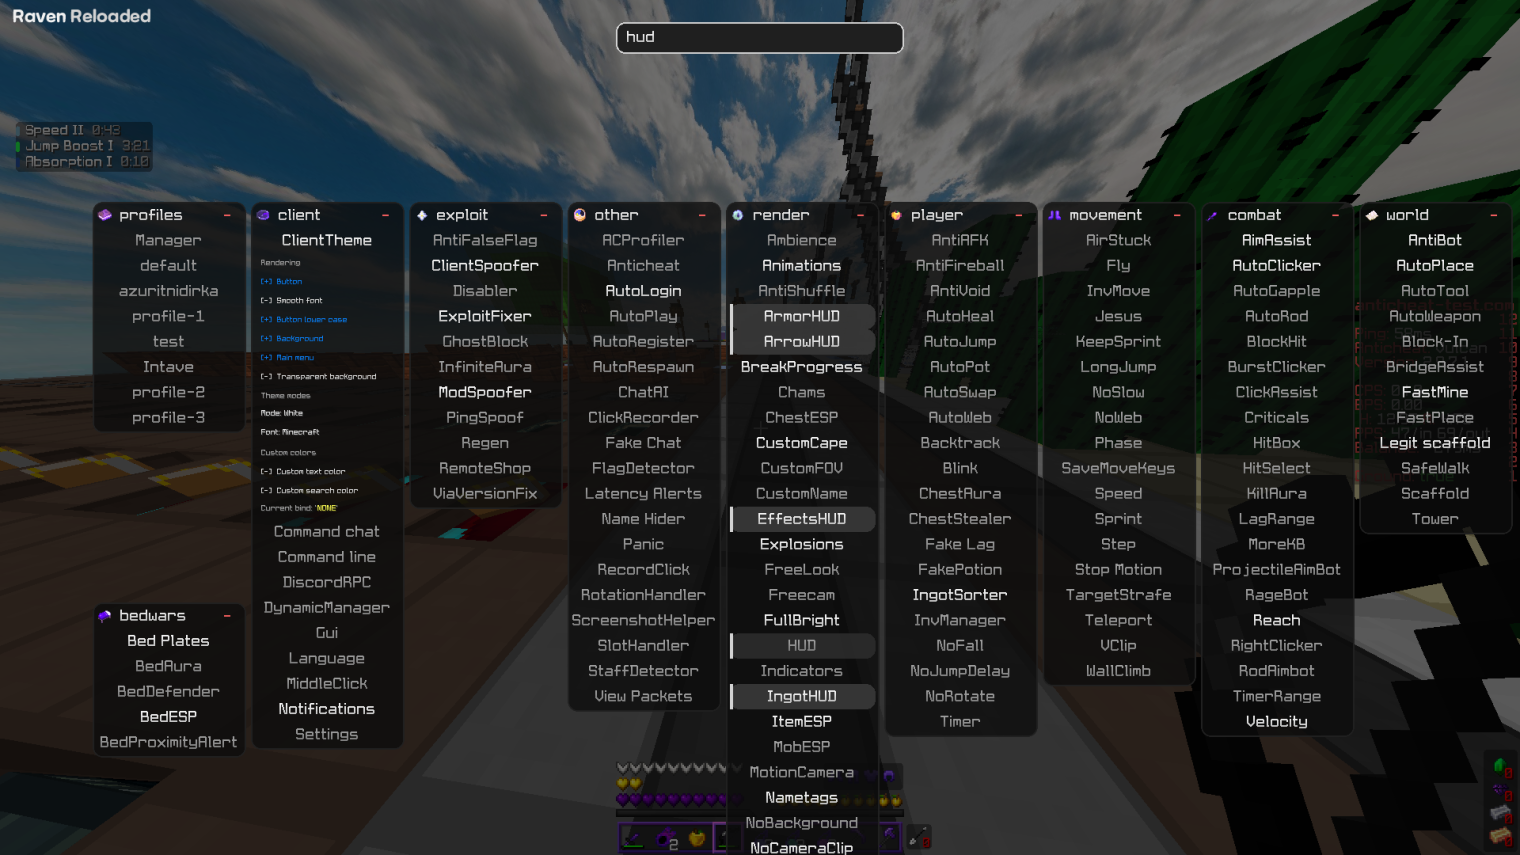 Raven Reloaded
hud
Speed II 0:43
Jump Boost I 3:21
Absorption I 0:10
profiles
Manager
default
azuritnidirka
profile-1
test
Intave
profile-2
profile-3
bedwars
Bed Plates
BedAura
BedDefender
BedESP
BedProximityAlert
client
ClientTheme
Rendering
[+] Button
[-] Smooth font
[+] Button lower case
[+] Background
[+] Main menu
[-] Transparent background
Theme modes
Mode: White
Font: Minecraft
Custom colors
[-] Custom text color
[-] Custom search color
Current bind: 'NONE'
Command chat
Command line
DiscordRPC
DynamicManager
Gui
Language
MiddleClick
Notifications
Settings
exploit
AntiFalseFlag
ClientSpoofer
Disabler
ExploitFixer
GhostBlock
InfiniteAura
ModSpoofer
PingSpoof
Regen
RemoteShop
ViaVersionFix
other
ACProfiler
Anticheat
AutoLogin
AutoPlay
AutoRegister
AutoRespawn
ChatAI
ClickRecorder
Fake Chat
FlagDetector
Latency Alerts
Name Hider
Panic
RecordClick
RotationHandler
ScreenshotHelper
SlotHandler
StaffDetector
View Packets
render
Ambience
Animations
AntiShuffle
ArmorHUD
ArrowHUD
BreakProgress
Chams
ChestESP
CustomCape
CustomFOV
CustomName
EffectsHUD
Explosions
FreeLook
Freecam
FullBright
HUD
Indicators
IngotHUD
ItemESP
MobESP
MotionCamera
Nametags
NoBackground
NoCameraClip
player
AntiAFK
AntiFireball
AntiVoid
AutoHeal
AutoJump
AutoPot
AutoSwap
AutoWeb
Backtrack
Blink
ChestAura
ChestStealer
Fake Lag
FakePotion
IngotSorter
InvManager
NoFall
NoJumpDelay
NoRotate
Timer
movement
AirStuck
Fly
InvMove
Jesus
KeepSprint
LongJump
NoSlow
NoWeb
Phase
SaveMoveKeys
Speed
Sprint
Step
Stop Motion
TargetStrafe
Teleport
VClip
WallClimb
combat
AimAssist
AutoClicker
AutoGapple
AutoRod
BlockHit
BurstClicker
ClickAssist
Criticals
HitBox
HitSelect
KillAura
LagRange
MoreKB
ProjectileAimBot
RageBot
Reach
RightClicker
RodAimbot
TimerRange
Velocity
world
AntiBot
AutoPlace
AutoTool
AutoWeapon
Block-In
BridgeAssist
FastMine
FastPlace
Legit scaffold
SafeWalk
Scaffold
Tower
anticheat-test.com
2